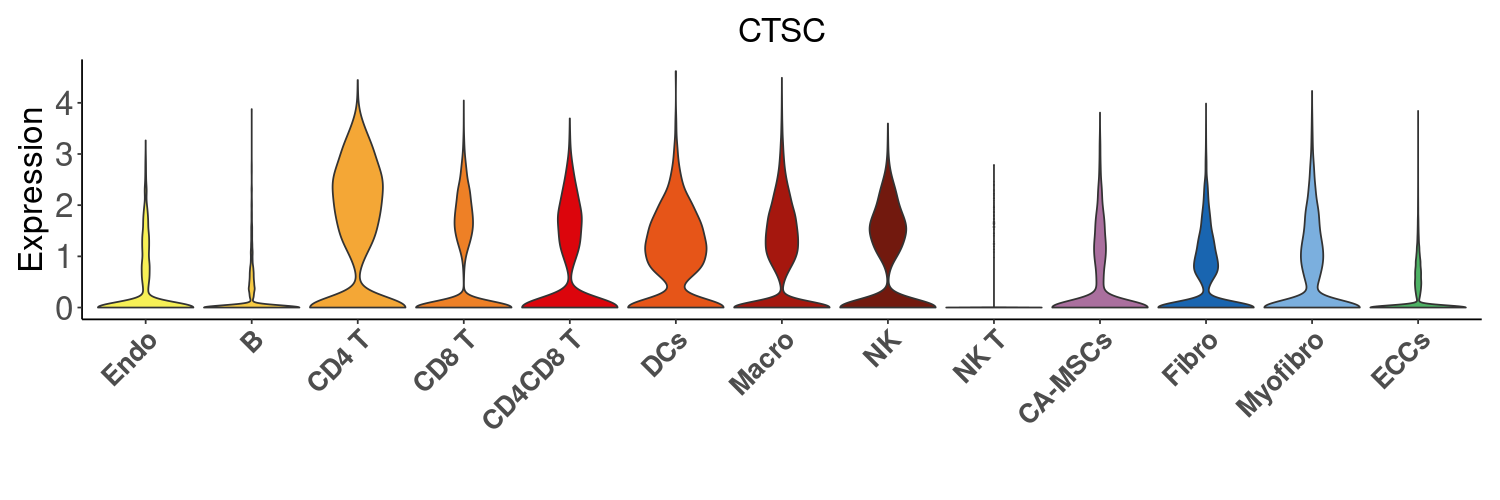 CTSC
Expression
4
3
2
1
0
Endo
B
CD4 T
CD8 T
CD4CD8 T
DCs
Macro
NK
NK T
CA-MSCs
Fibro
Myofibro
ECCs